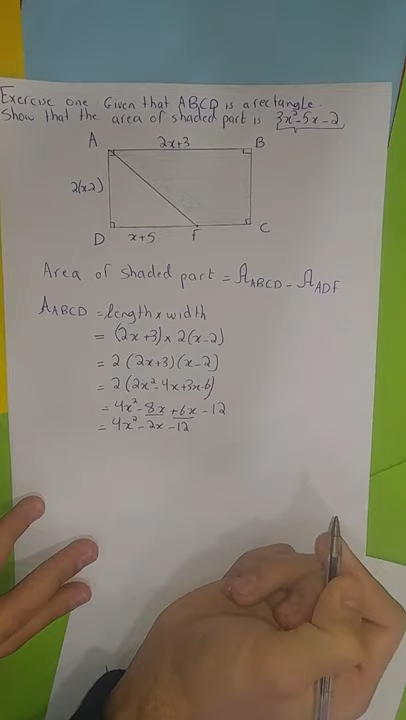 Exercise one Given that ABCD is a rectangle.
Show that the area of shaded part is 3x²-5x-2
A 2x+3 B
2(x-2)
D x+5 F C
Area of shaded part = A_ABCD - A_ADF
A_ABCD = length x width
= (2x+3) x 2(x-2)
= 2 (2x+3)(x-2)
= 2 (2x²-4x+3x-6)
= 4x²-8x+6x-12
= 4x²-2x-12